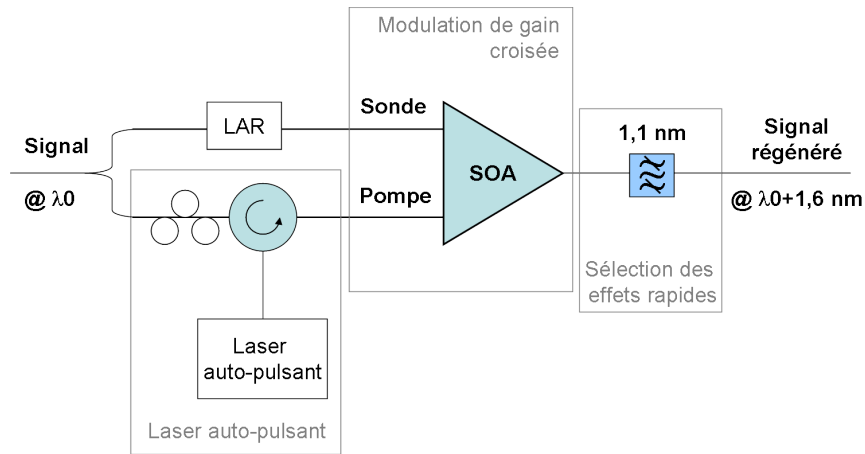 Modulation de gain
croisée
LAR
Sonde
1,1 nm
Signal
régénéré
Signal
SOA
@ λ0
Pompe
@ λ0+1,6 nm
Sélection des
effets rapides
Laser
auto-pulsant
Laser auto-pulsant